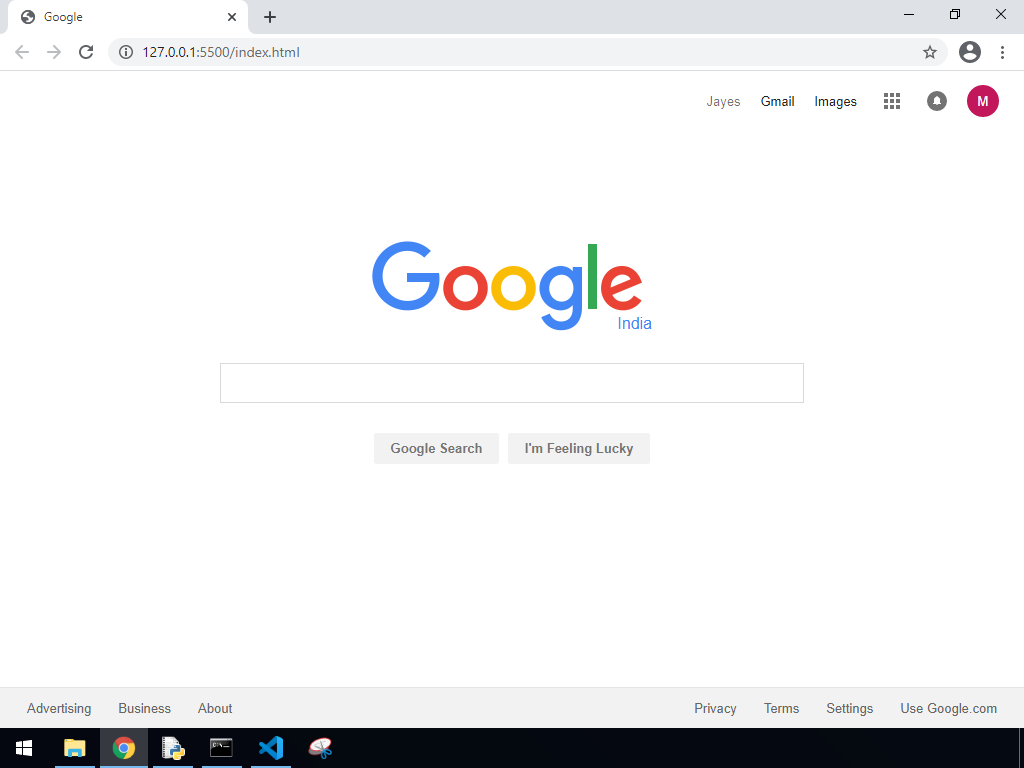 Google
127.0.0.1:5500/index.html
Jayes Gmail Images M
Google
India
Google Search I'm Feeling Lucky
Advertising Business About Privacy Terms Settings Use Google.com